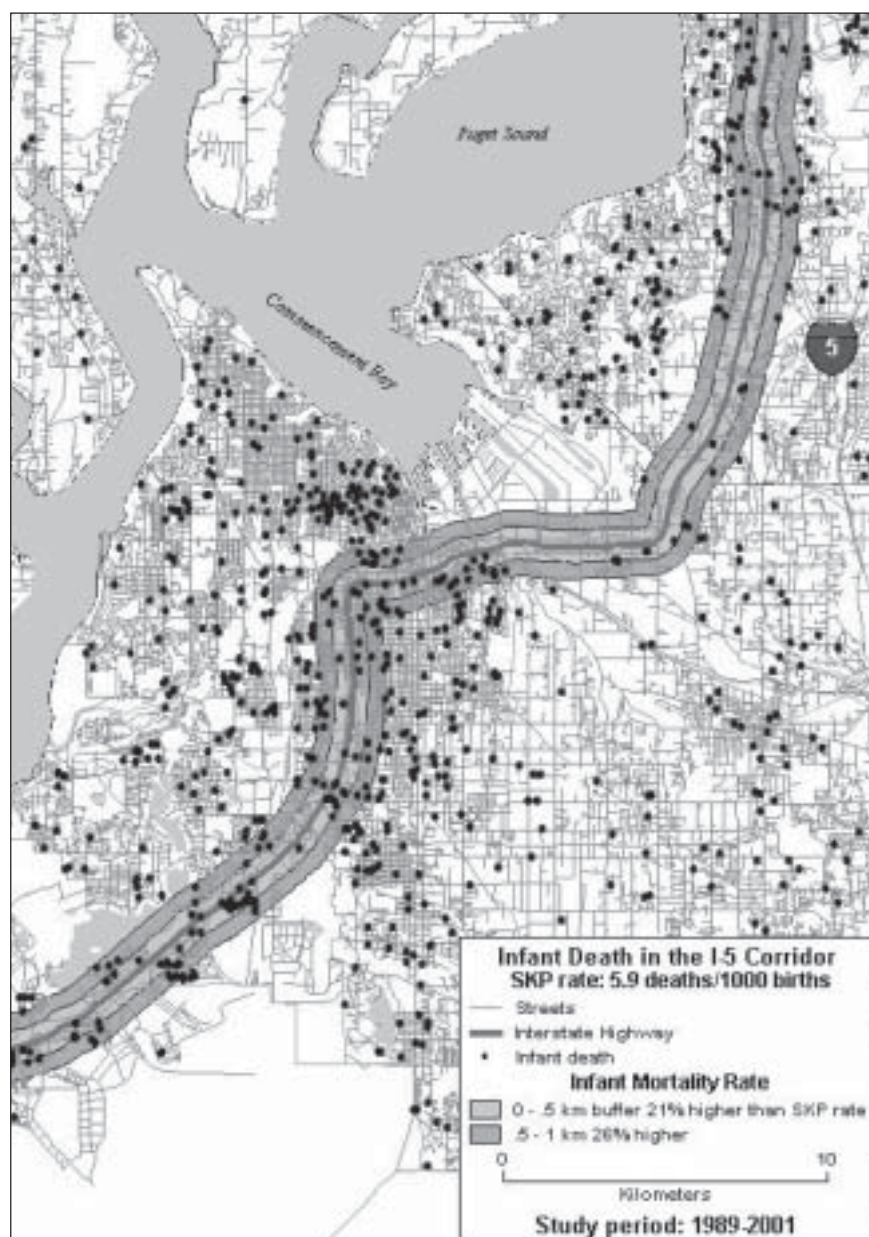 Puget Sound
Commencement Bay
5
Infant Death in the I-5 Corridor
SKP rate: 5.9 deaths/1000 births
Streets
Interstate Highway
Infant death
Infant Mortality Rate
0 - .5 km buffer 21% higher than SKP rate
.5 - 1 km 26% higher
0 10
Kilometers
Study period: 1989-2001